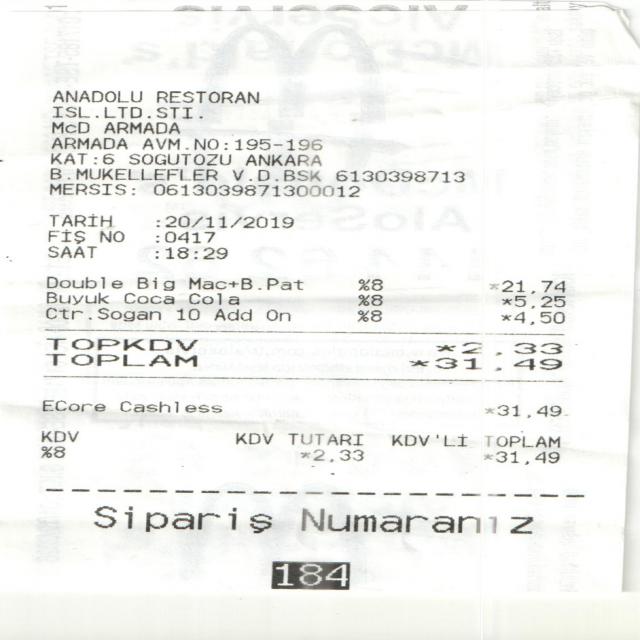 ANADOLU RESTORAN
ISL.LTD.STI.
McD ARMADA
ARMADA AVM.NO:195-196
KAT:6 SOGUTOZU ANKARA
B.MUKELLEFLER V.D.BSK 6130398713
MERSIS: 0613039871300012
TARİH :20/11/2019
FİŞ NO :0417
SAAT :18:29
Double Big Mac+B.Pat %8 *21,74
Buyuk Coca Cola %8 *5,25
Ctr.Sogan 10 Add On %8 *4,50
TOPKDV *2,33
TOPLAM *31,49
ECore Cashless *31,49
KDV KDV TUTARI KDV'Lİ TOPLAM
%8 *2,33 *31,49
Sipariş Numaranız
184